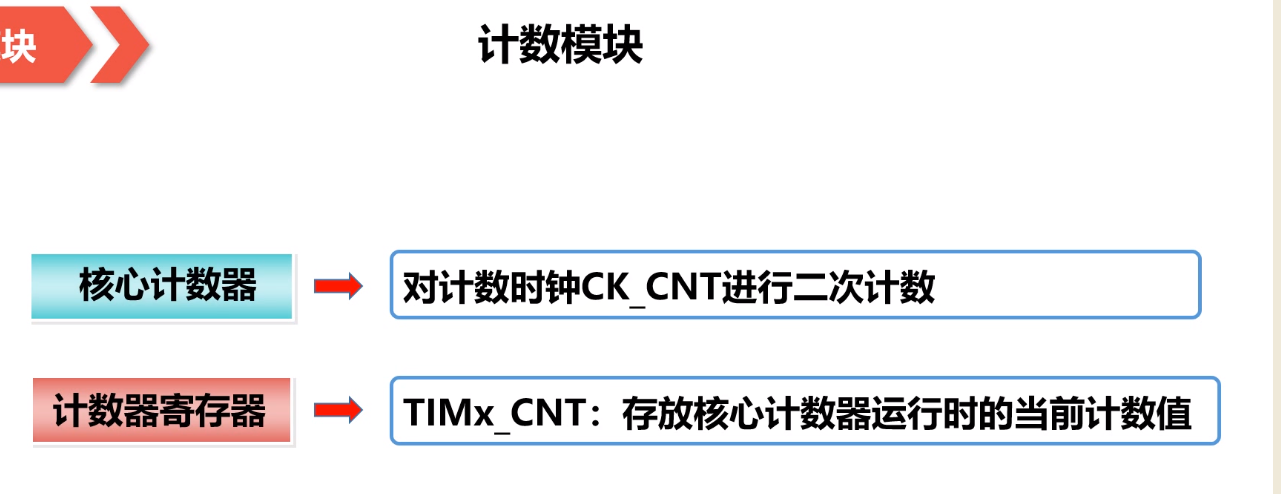 块
计数模块
核心计数器
对计数时钟CK_CNT进行二次计数
计数器寄存器
TIMx_CNT：存放核心计数器运行时的当前计数值